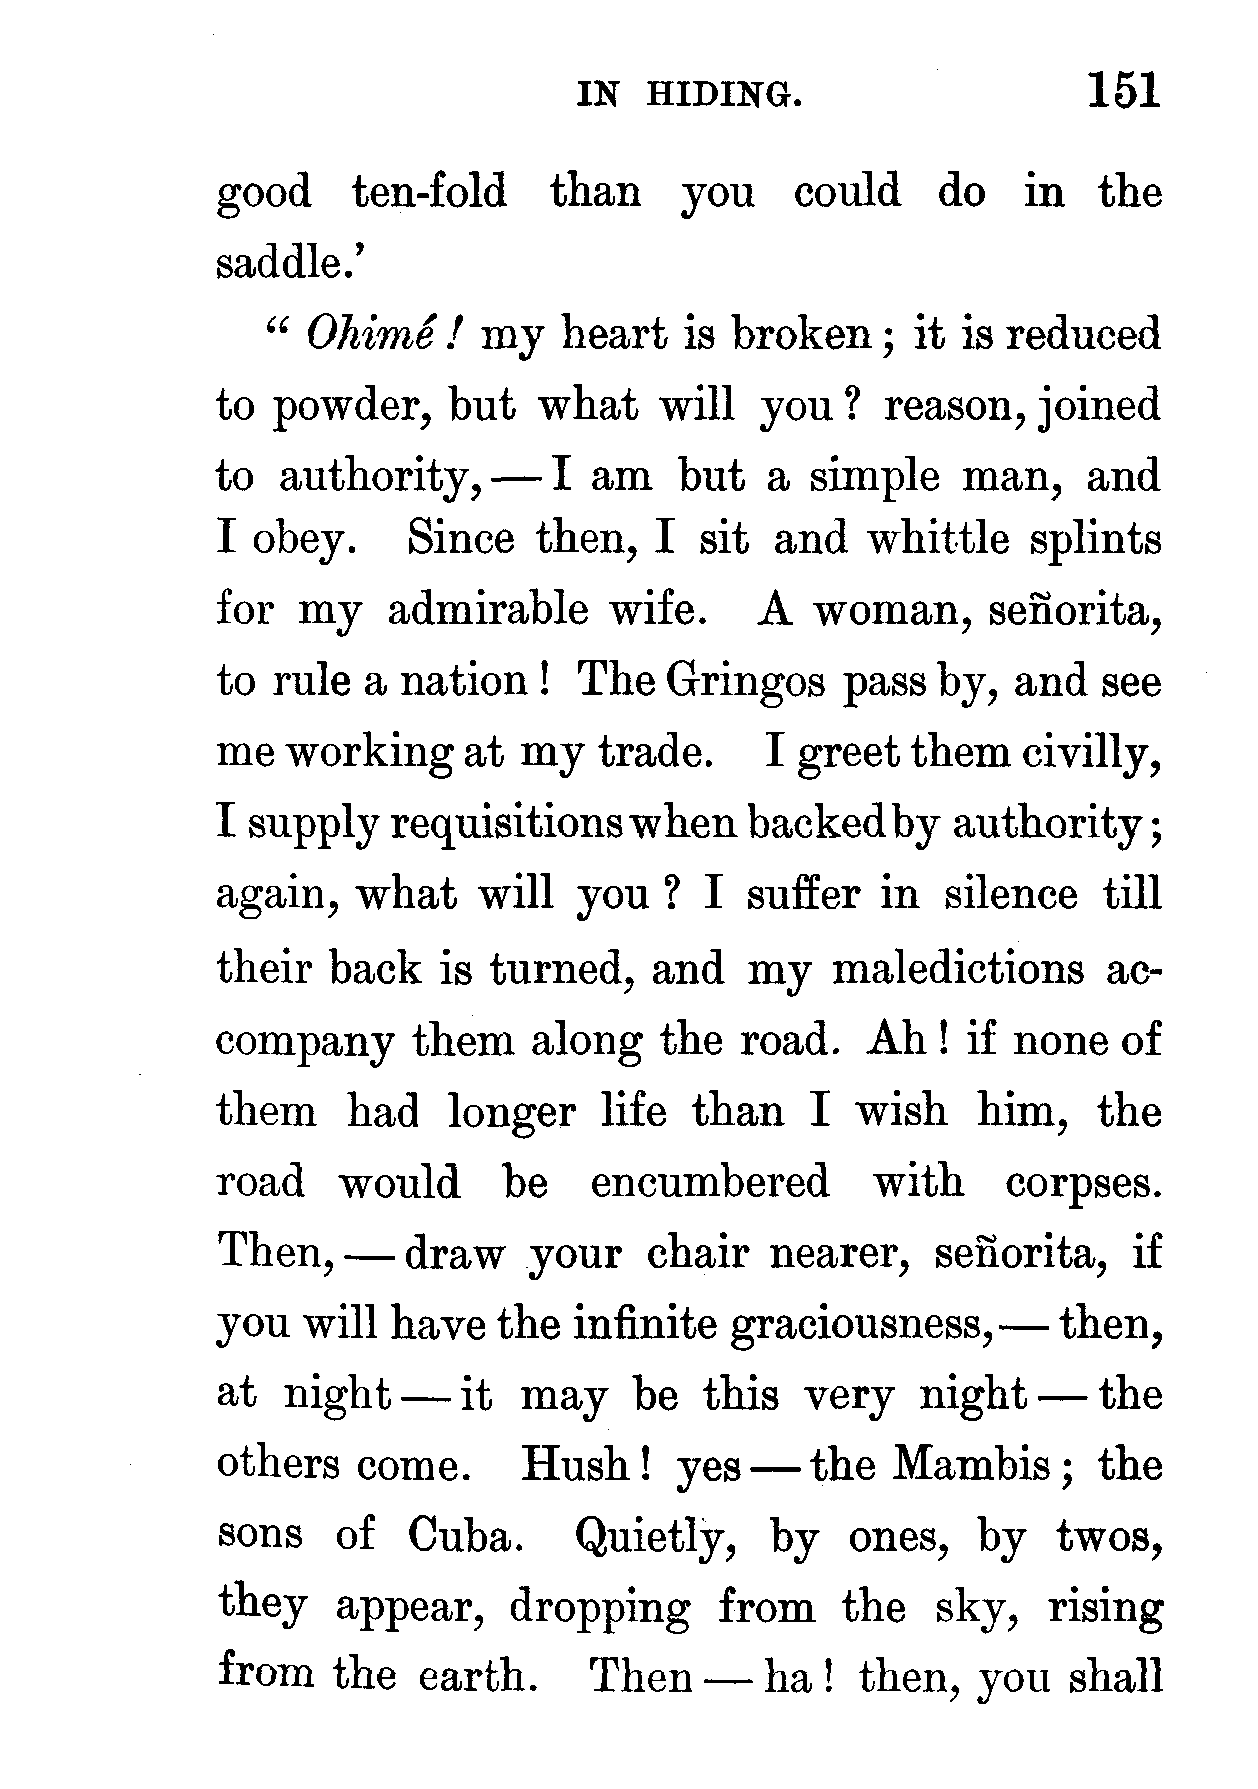 IN HIDING. 151
good ten-fold than you could do in the
saddle.’
“ Ohimé ! my heart is broken ; it is reduced
to powder, but what will you ? reason, joined
to authority, — I am but a simple man, and
I obey. Since then, I sit and whittle splints
for my admirable wife. A woman, señorita,
to rule a nation ! The Gringos pass by, and see
me working at my trade. I greet them civilly,
I supply requisitions when backed by authority ;
again, what will you ? I suffer in silence till
their back is turned, and my maledictions ac-
company them along the road. Ah ! if none of
them had longer life than I wish him, the
road would be encumbered with corpses.
Then, — draw your chair nearer, señorita, if
you will have the infinite graciousness, — then,
at night — it may be this very night — the
others come. Hush ! yes — the Mambis ; the
sons of Cuba. Quietly, by ones, by twos,
they appear, dropping from the sky, rising
from the earth. Then — ha ! then, you shall